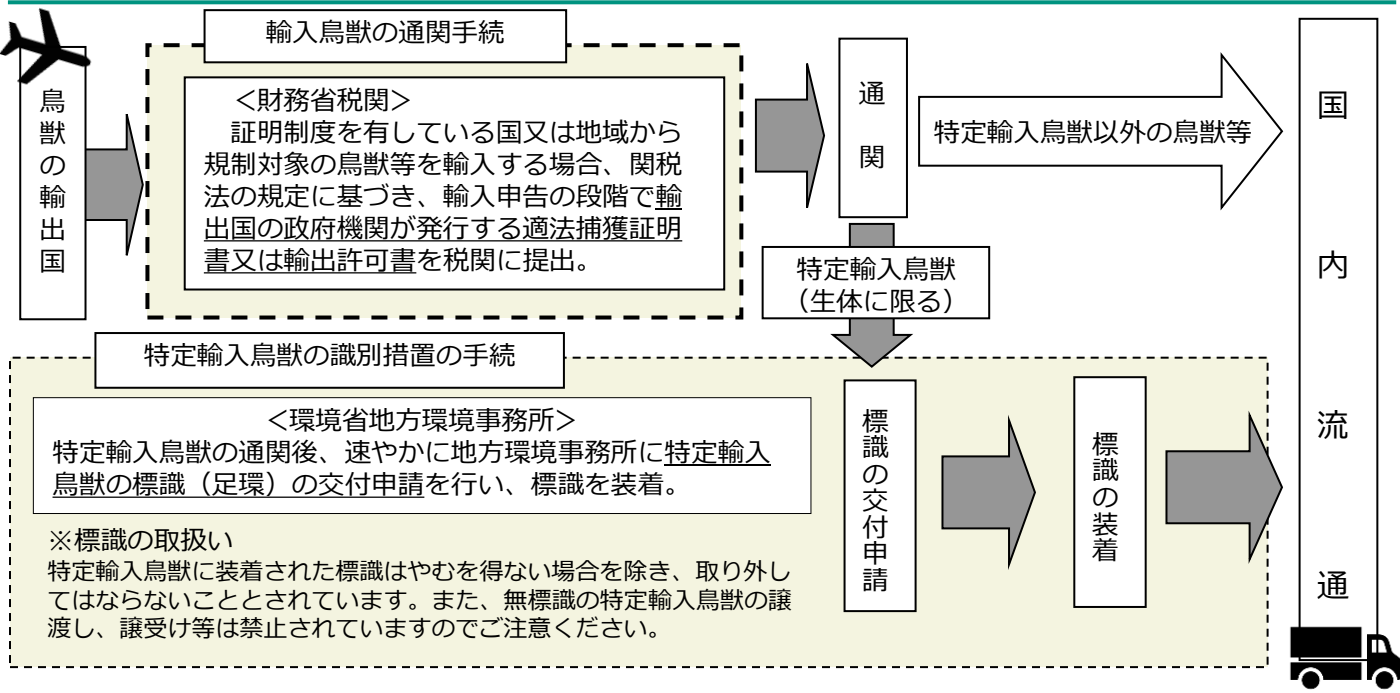 輸入鳥獣の通関手続
鳥獣の輸出国
＜財務省税関＞
証明制度を有している国又は地域から
規制対象の鳥獣等を輸入する場合、関税
法の規定に基づき、輸入申告の段階で輸
出国の政府機関が発行する適法捕獲証明
書又は輸出許可書を税関に提出。
通関
特定輸入鳥獣以外の鳥獣等
国内流通
特定輸入鳥獣
（生体に限る）
特定輸入鳥獣の識別措置の手続
＜環境省地方環境事務所＞
特定輸入鳥獣の通関後、速やかに地方環境事務所に特定輸入
鳥獣の標識（足環）の交付申請を行い、標識を装着。
※標識の取扱い
特定輸入鳥獣に装着された標識はやむを得ない場合を除き、取り外し
てはならないこととされています。また、無標識の特定輸入鳥獣の譲
渡し、譲受け等は禁止されていますのでご注意ください。
標識の交付申請
標識の装着